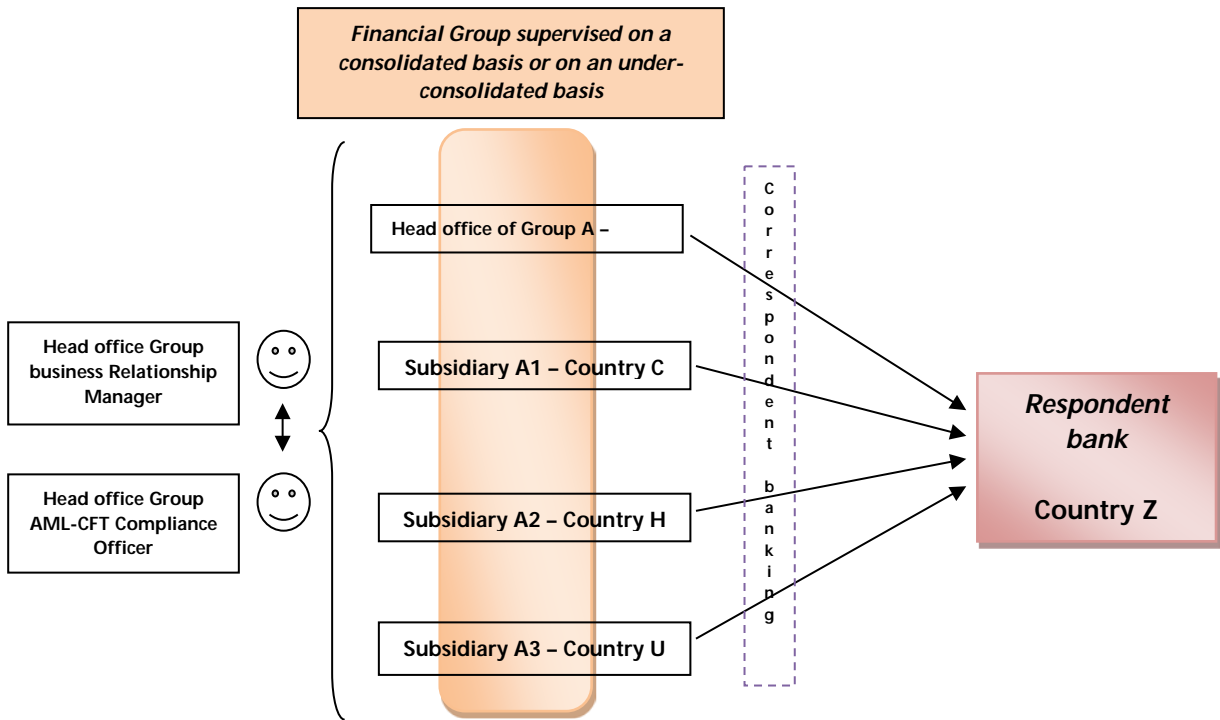 Financial Group supervised on a
consolidated basis or on an under-
consolidated basis
Head office of Group A –
Head office Group
business Relationship
Manager
Subsidiary A1 – Country C
Head office Group
AML-CFT Compliance
Officer
Subsidiary A2 – Country H
Subsidiary A3 – Country U
Correspondent banking
Respondent
bank
Country Z